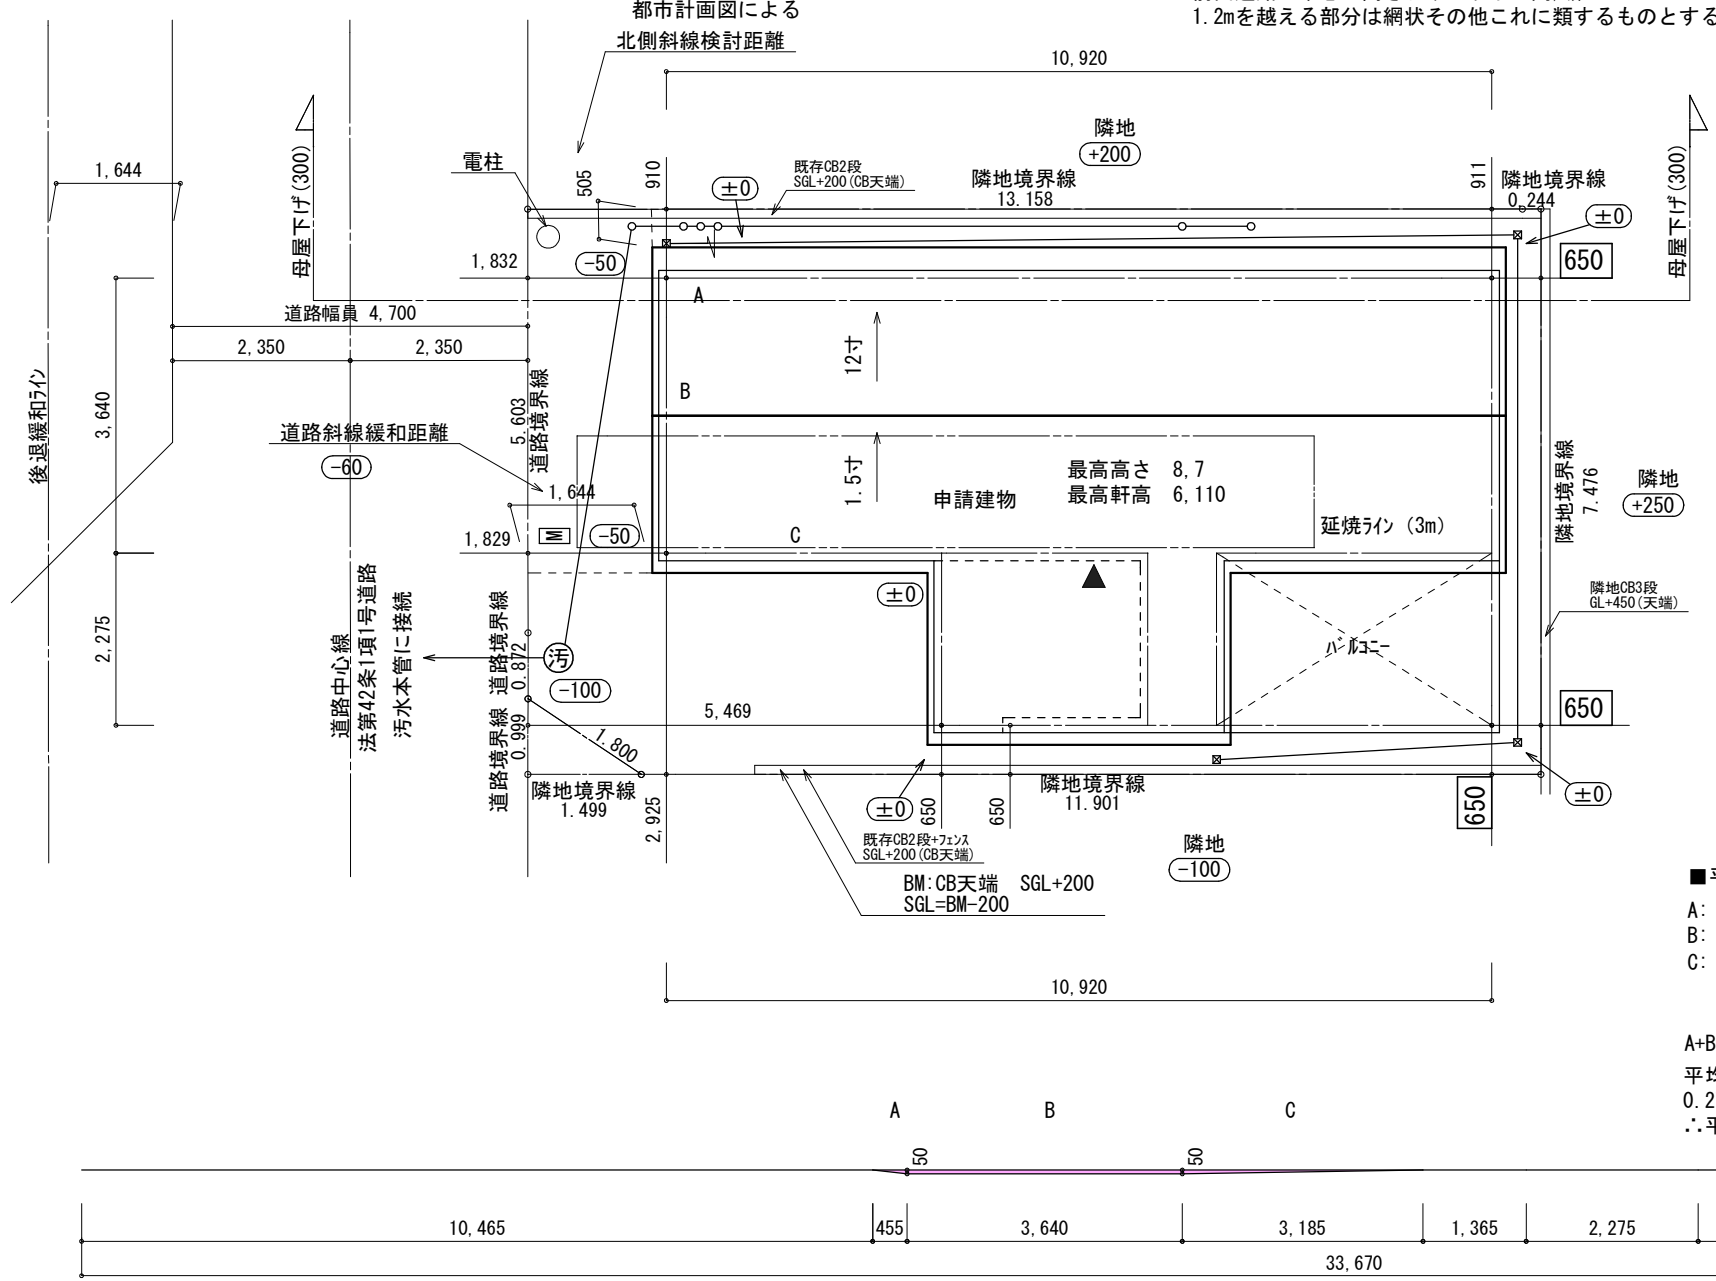 都市計画図による
北側斜線検討距離
1.2mを越える部分は網状その他これに類するものとする
10,920
隣地
+200
電柱
505
910
±0
既存CB2段
SGL+200(CB天端)
隣地境界線
13.158
911
隣地境界線
0.244
±0
1,644
母屋下げ(300)
母屋下げ(300)
650
1,832
-50
A
道路幅員 4,700
2,350
2,350
12寸
B
後退緩和ライン
3,640
5.603
道路境界線
道路斜線緩和距離
-60
1,644
1.5寸
申請建物
最高高さ 8,7
最高軒高 6,110
延焼ライン (3m)
隣地境界線
7.476
隣地
+250
1,829
M
-50
C
±0
隣地CB3段
GL+450(天端)
2,275
道路中心線
法第42条1項1号道路
汚水本管に接続
道路境界線
0.872
汚
-100
バルコニー
道路境界線
0.999
5,469
650
1.800
隣地境界線
1.499
2,925
±0
650
650
隣地境界線
11.901
650
±0
既存CB2段+フェンス
SGL+200(CB天端)
隣地
-100
BM:CB天端 SGL+200
SGL=BM-200
■
A:
B:
C:
10,920
A+B
平均
0.2
∴平
A
B
C
50
50
10,465
455
3,640
3,185
1,365
2,275
33,670